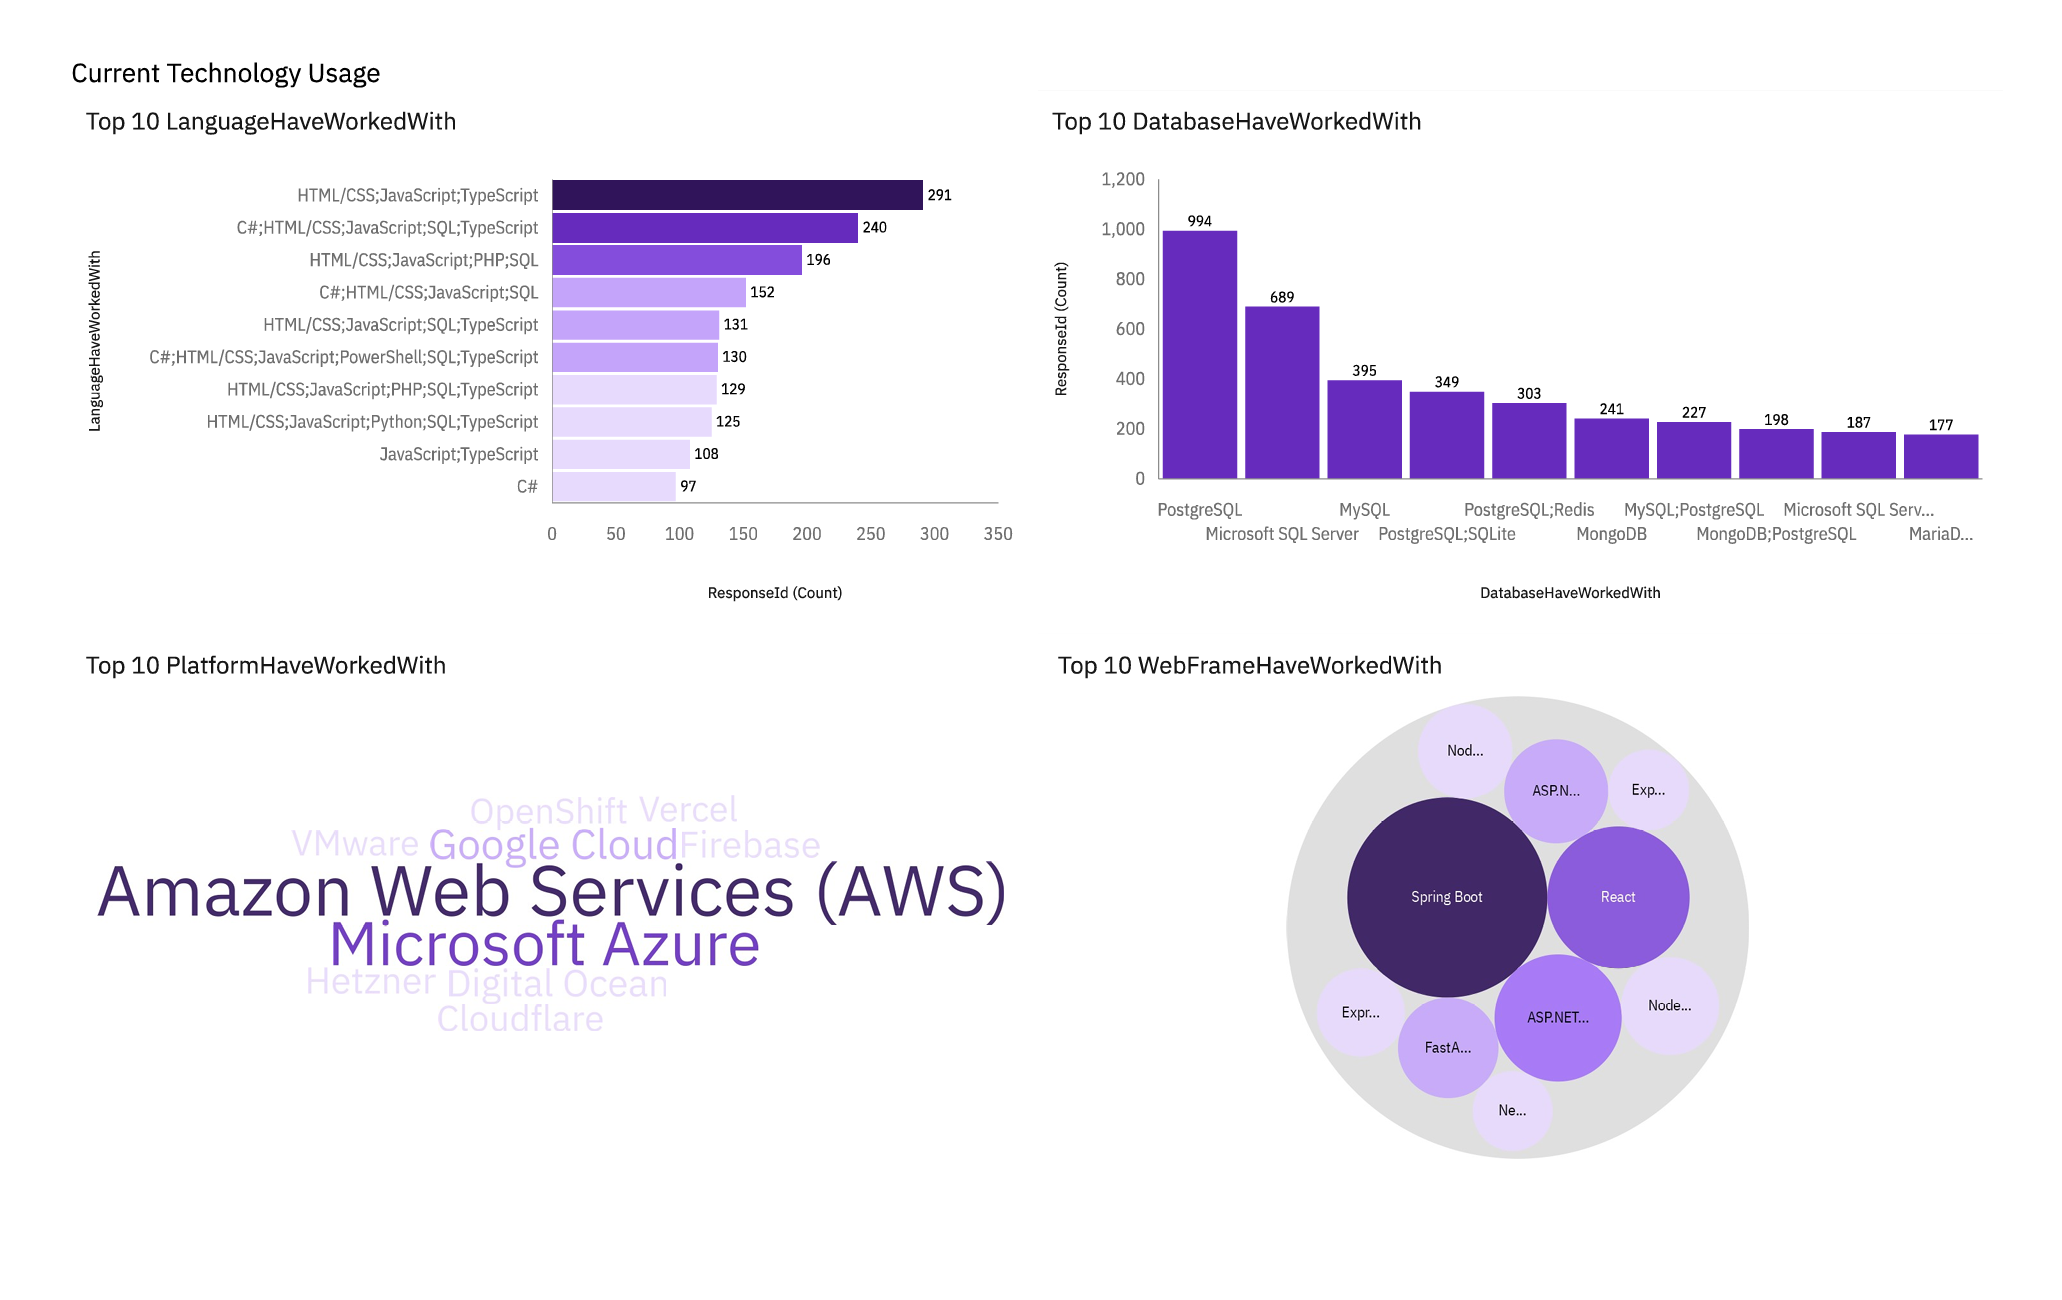 Current Technology Usage
Top 10 LanguageHaveWorkedWith
LanguageHaveWorkedWith
HTML/CSS;JavaScript;TypeScript 291
C#;HTML/CSS;JavaScript;SQL;TypeScript 240
HTML/CSS;JavaScript;PHP;SQL 196
C#;HTML/CSS;JavaScript;SQL 152
HTML/CSS;JavaScript;SQL;TypeScript 131
C#;HTML/CSS;JavaScript;PowerShell;SQL;TypeScript 130
HTML/CSS;JavaScript;PHP;SQL;TypeScript 129
HTML/CSS;JavaScript;Python;SQL;TypeScript 125
JavaScript;TypeScript 108
C# 97
0 50 100 150 200 250 300 350
ResponseId (Count)
Top 10 DatabaseHaveWorkedWith
ResponseId (Count)
1,200
1,000
800
600
400
200
0
994 689 395 349 303 241 227 198 187 177
PostgreSQL MySQL PostgreSQL;Redis MySQL;PostgreSQL Microsoft SQL Serv...
Microsoft SQL Server PostgreSQL;SQLite MongoDB MongoDB;PostgreSQL MariaD...
DatabaseHaveWorkedWith
Top 10 PlatformHaveWorkedWith
OpenShift Vercel
VMware Google Cloud Firebase
Amazon Web Services (AWS)
Microsoft Azure
Hetzner Digital Ocean
Cloudflare
Top 10 WebFrameHaveWorkedWith
Nod...
ASP.N... Exp...
Spring Boot React
Expr... ASP.NET... Node...
FastA...
Ne...